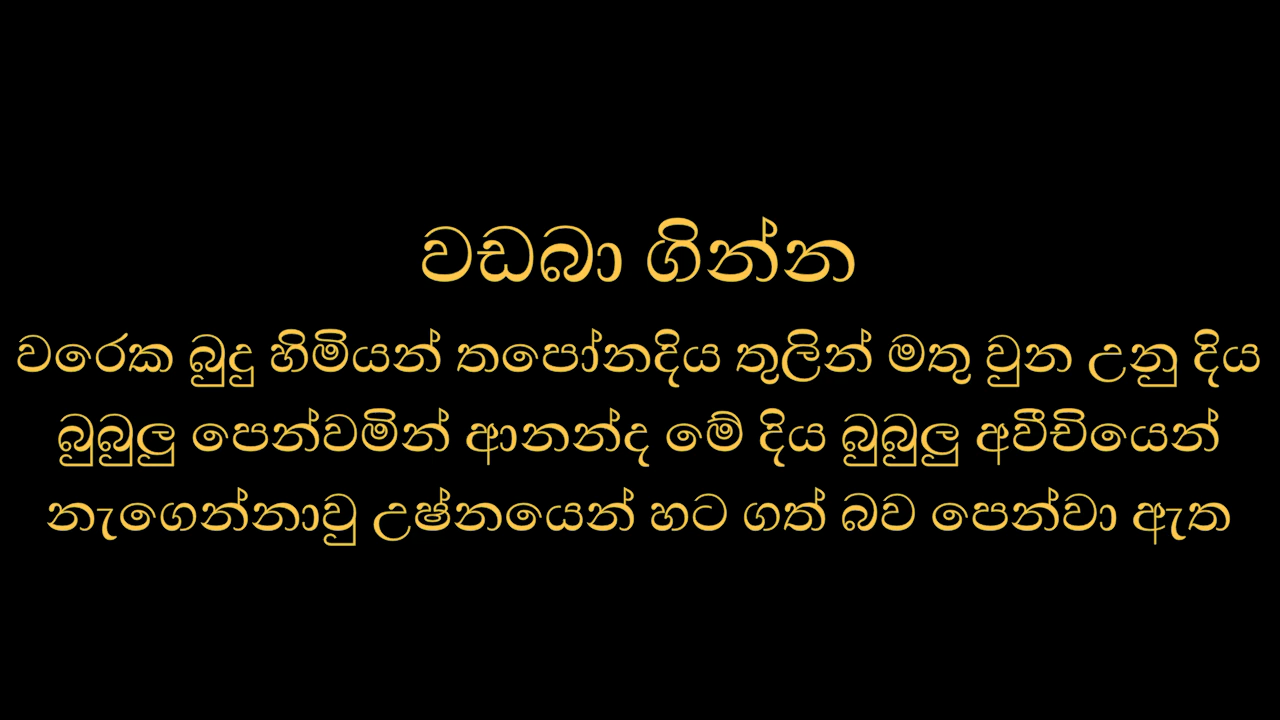 වඩබා ගින්න
වරෙක බුදු හිමියන් තපෝනදිය තුලින් මතු වුන උනු දිය
බුබුලු පෙන්වමින් ආනන්ද මේ දිය බුබුලු අවීචියෙන්
නැගෙන්නාවු උෂ්නයෙන් හට ගත් බව පෙන්වා ඇත